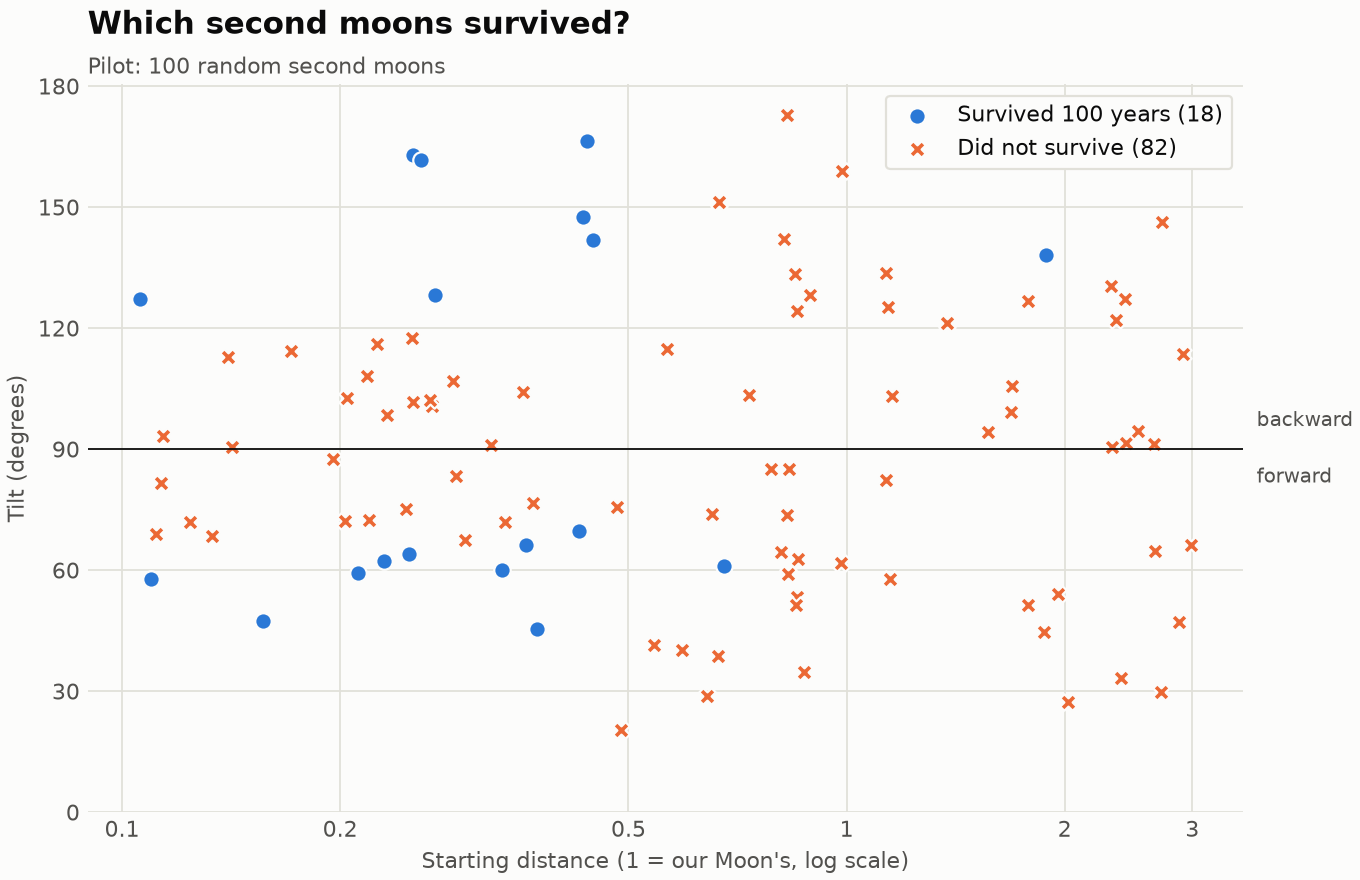 Which second moons survived?
Pilot: 100 random second moons
Survived 100 years (18)
Did not survive (82)
180
150
120
90
60
30
0
Tilt (degrees)
backward
forward
0.1 0.2 0.5 1 2 3
Starting distance (1 = our Moon's, log scale)